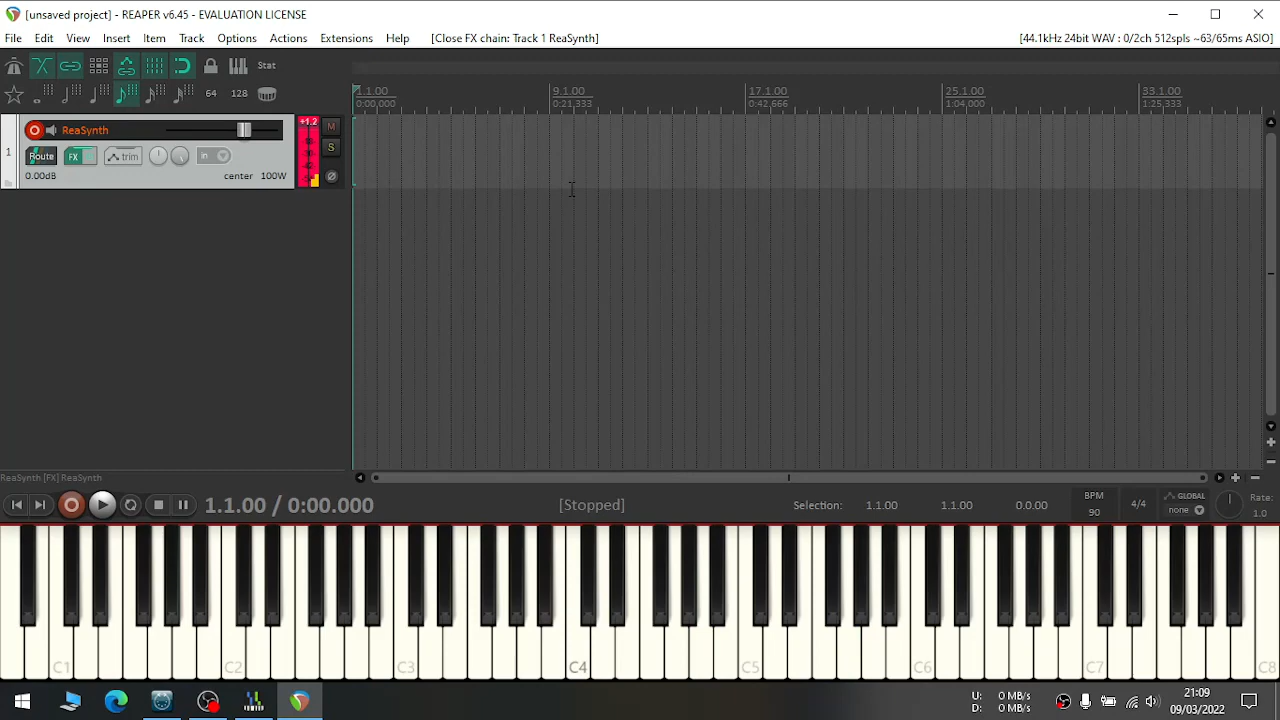 [unsaved project] - REAPER v6.45 - EVALUATION LICENSE
File Edit View Insert Item Track Options Actions Extensions Help [Close FX chain: Track 1 ReaSynth] [44.1kHz 24bit WAV : 0/2ch 512spls ~63/65ms ASIO]
Stat
64 128
1.1.00 9.1.00 17.1.00 25.1.00 33.1.00
0:00,000 0:21,333 0:42,666 1:04,000 1:25,333
ReaSynth +1.2 M
1 S
Route FX trim in
0.00dB center 100W
ReaSynth [FX] ReaSynth
1.1.00 / 0:00.000 [Stopped] Selection: 1.1.00 1.1.00 0.0.00 BPM 90 4/4 GLOBAL none Rate: 1.0
C1 C2 C3 C4 C5 C6 C7 C8
U: 0 MB/s
D: 0 MB/s
21:09
09/03/2022